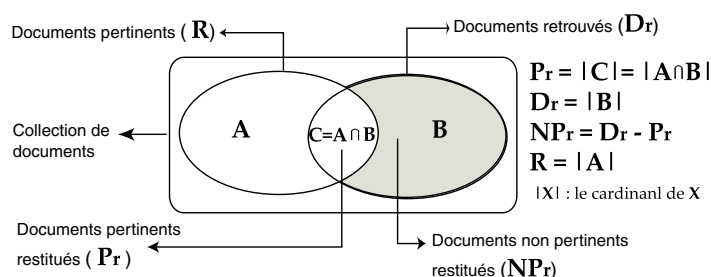 Documents pertinents ( R)
Documents retrouvés (Dr)
Collection de
documents
A
C=A∩B
B
Pr = |C|= |A∩B|
Dr = |B|
NPr = Dr - Pr
R = |A|
|X| : le cardinanl de X
Documents pertinents
restitués ( Pr )
Documents non pertinents
restitués (NPr)